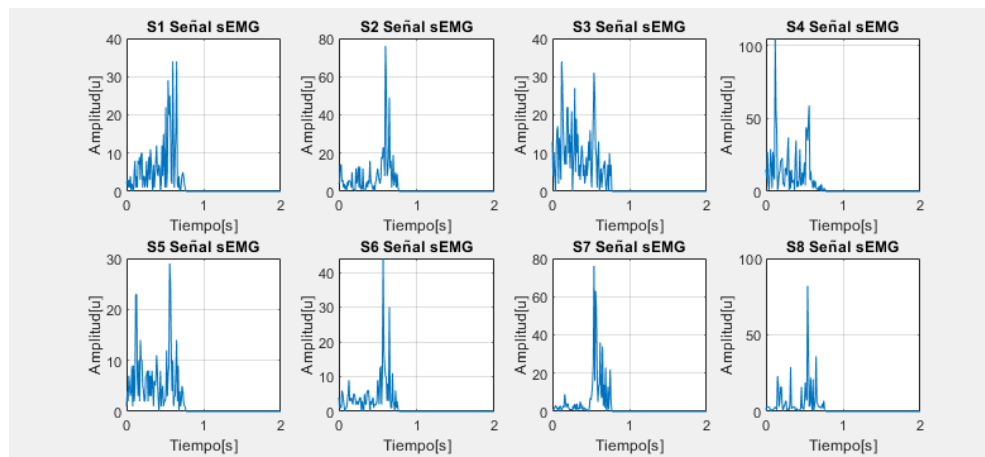 S1 Señal sEMG S2 Señal sEMG S3 Señal sEMG S4 Señal sEMG
40 80 40 100
30 60 30
20 40 20 50
10 20 10
0 0 0 0
Amplitud[u] Amplitud[u] Amplitud[u] Amplitud[u]
0 1 2 0 1 2 0 1 2 0 1 2
Tiempo[s] Tiempo[s] Tiempo[s] Tiempo[s]
S5 Señal sEMG S6 Señal sEMG S7 Señal sEMG S8 Señal sEMG
30 40 80 100
20 30 60
20 40 50
10 10 20
0 0 0 0
Amplitud[u] Amplitud[u] Amplitud[u] Amplitud[u]
0 1 2 0 1 2 0 1 2 0 1 2
Tiempo[s] Tiempo[s] Tiempo[s] Tiempo[s]